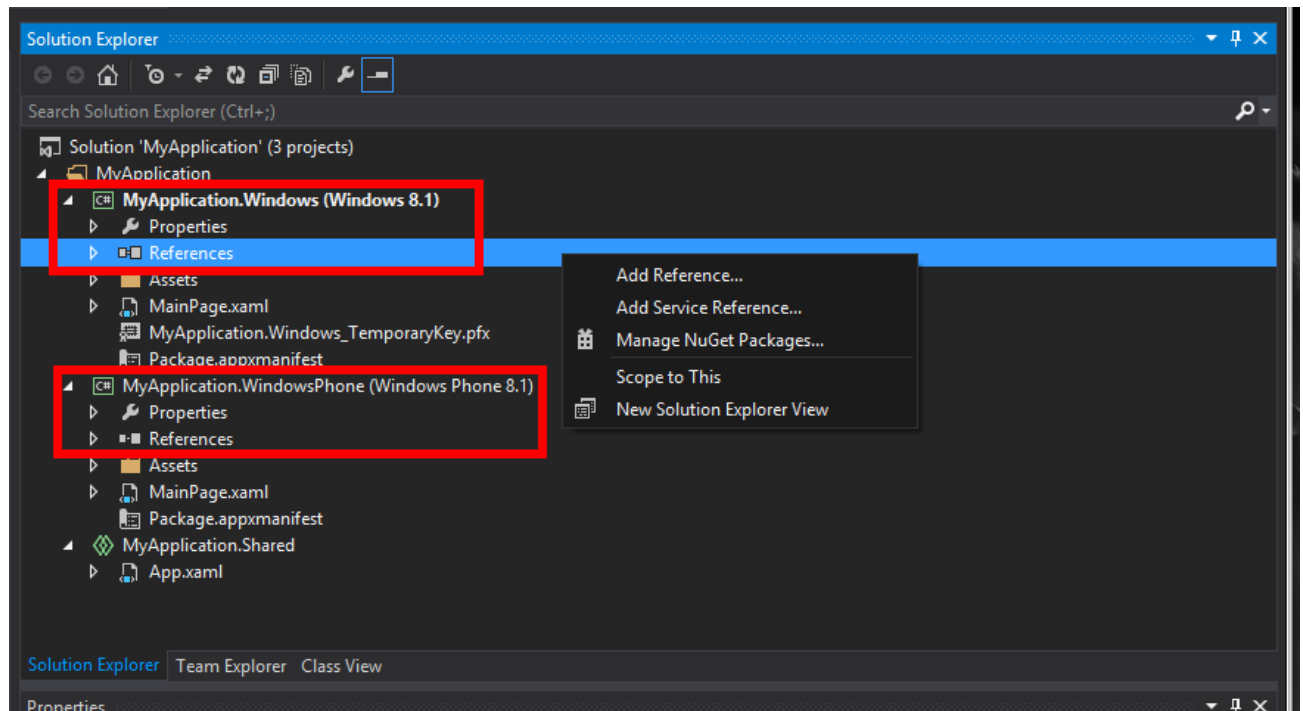 Solution Explorer
Search Solution Explorer (Ctrl+;)
Solution 'MyApplication' (3 projects)
MyApplication
C# MyApplication.Windows (Windows 8.1)
Properties
References
Assets
MainPage.xaml
MyApplication.Windows_TemporaryKey.pfx
Package.appxmanifest
C# MyApplication.WindowsPhone (Windows Phone 8.1)
Properties
References
Assets
MainPage.xaml
Package.appxmanifest
MyApplication.Shared
App.xaml
Add Reference...
Add Service Reference...
Manage NuGet Packages...
Scope to This
New Solution Explorer View
Solution Explorer Team Explorer Class View
Properties